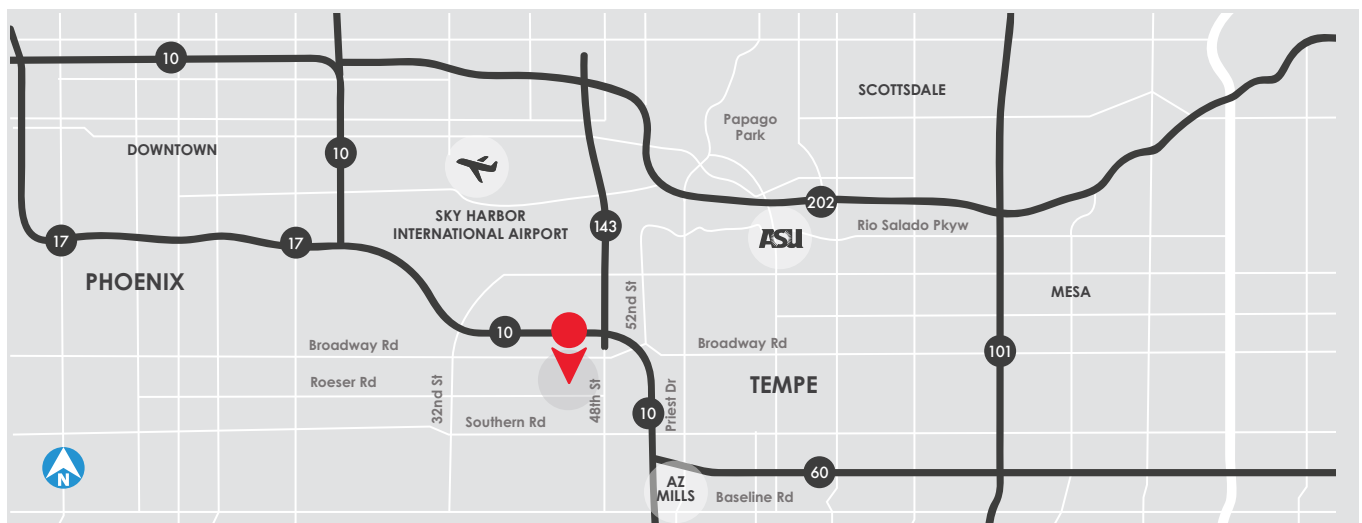 10
SCOTTSDALE
Papago
Park
DOWNTOWN
10
202
SKY HARBOR
INTERNATIONAL AIRPORT
143
Rio Salado Pkyw
ASU
17
17
PHOENIX
52nd St
MESA
10
Broadway Rd
Broadway Rd
101
Roeser Rd
TEMPE
32nd St
48th St
Priest Dr
10
Southern Rd
N
60
AZ
MILLS
Baseline Rd